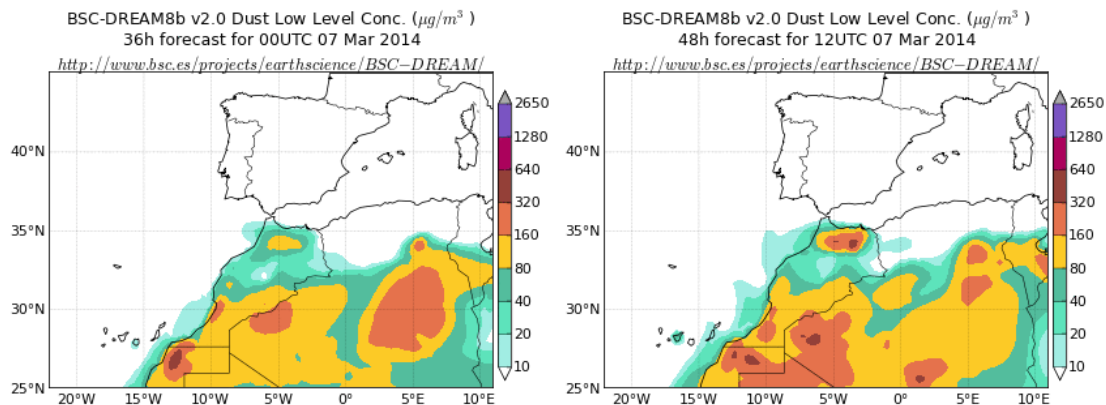 BSC-DREAM8b v2.0 Dust Low Level Conc. (μg/m³ )
36h forecast for 00UTC 07 Mar 2014
http://www.bsc.es/projects/earthscience/BSC−DREAM/
40°N
35°N
30°N
25°N
20°W
15°W
10°W
5°W
0°
5°E
10°E
2650
1280
640
320
160
80
40
20
10
BSC-DREAM8b v2.0 Dust Low Level Conc. (μg/m³ )
48h forecast for 12UTC 07 Mar 2014
http://www.bsc.es/projects/earthscience/BSC−DREAM/
40°N
35°N
30°N
25°N
20°W
15°W
10°W
5°W
0°
5°E
10°E
2650
1280
640
320
160
80
40
20
10